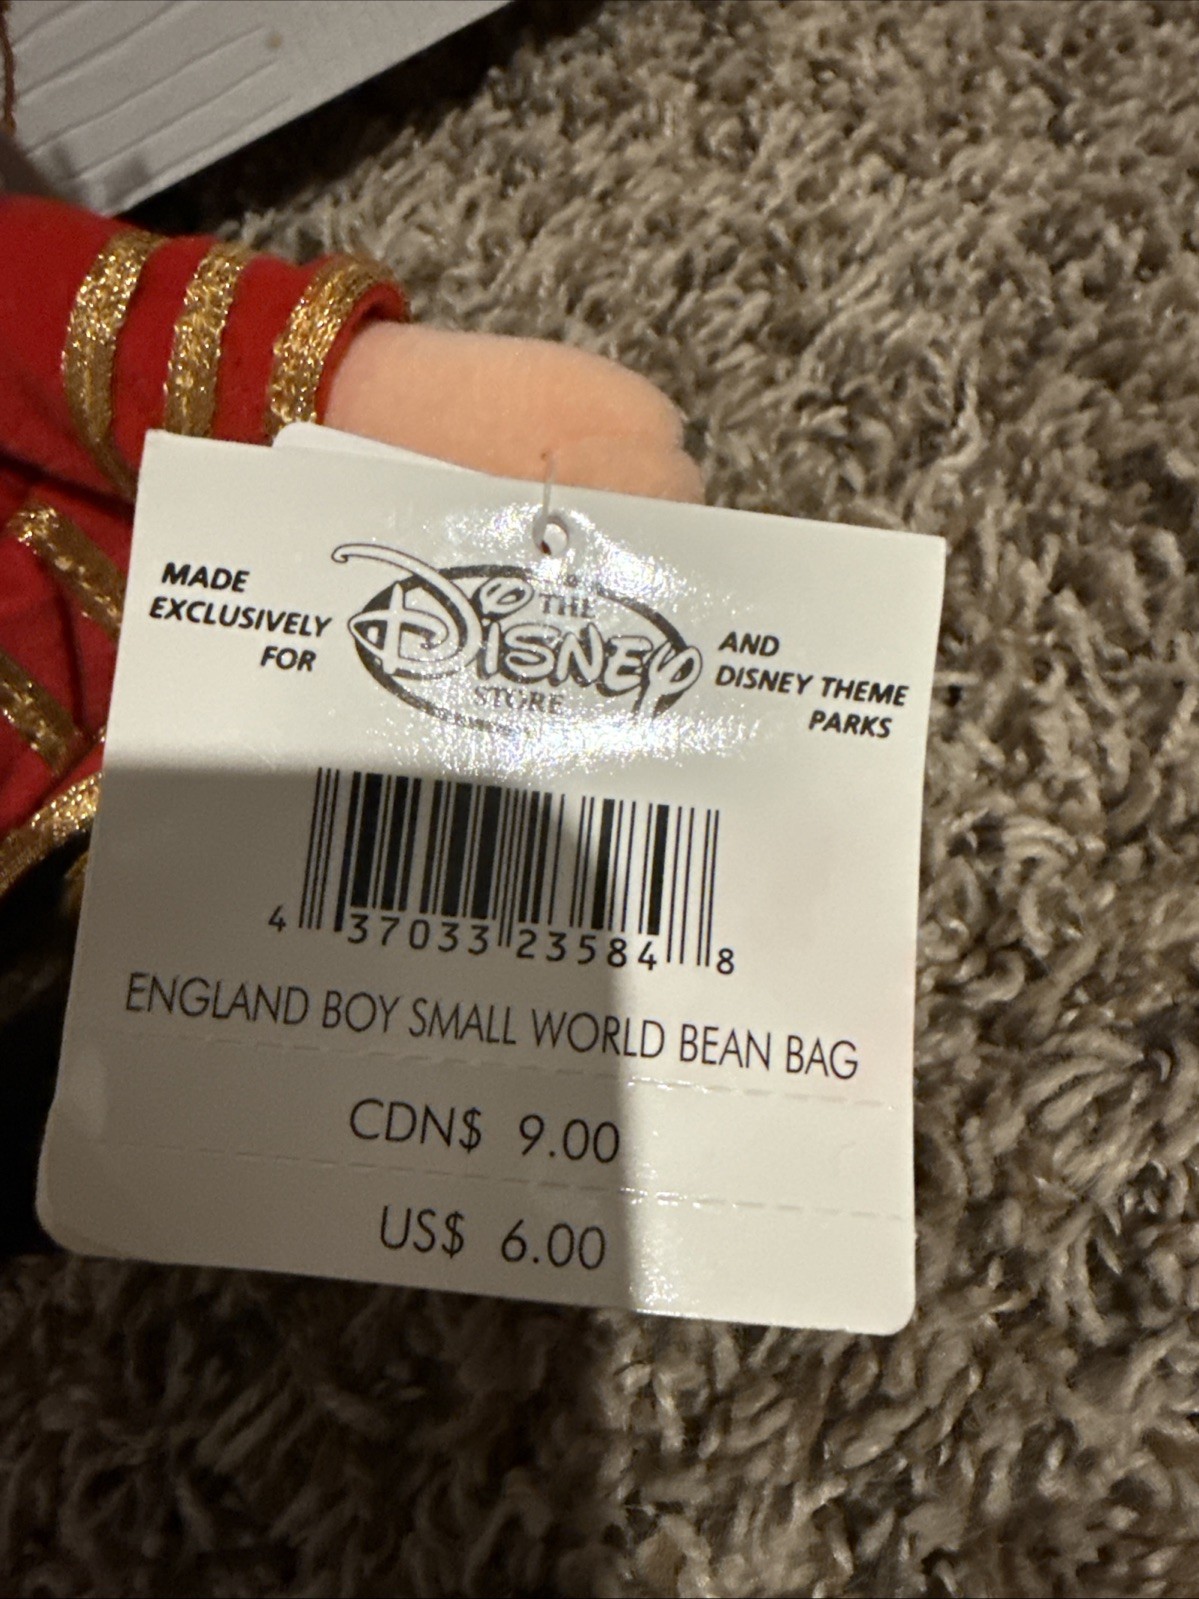 MADE
EXCLUSIVELY
FOR
THE
DISNEY
STORE
AND
DISNEY THEME
PARKS
4 37033 23584 8
ENGLAND BOY SMALL WORLD BEAN BAG
CDN$ 9.00
US$ 6.00